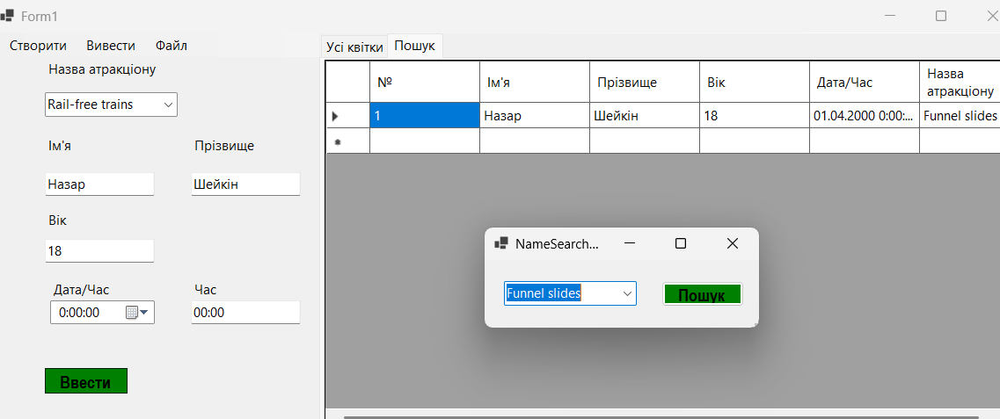 Form1
Створити Вивести Файл
Назва атракціону
Rail-free trains
Ім'я Прізвище
Назар Шейкін
Вік
18
Дата/Час Час
0:00:00 00:00
Ввести
Усі квітки Пошук
№ Ім'я Прізвище Вік Дата/Час Назва
атракціону
1 Назар Шейкін 18 01.04.2000 0:00:... Funnel slides
NameSearch...
Funnel slides Пошук